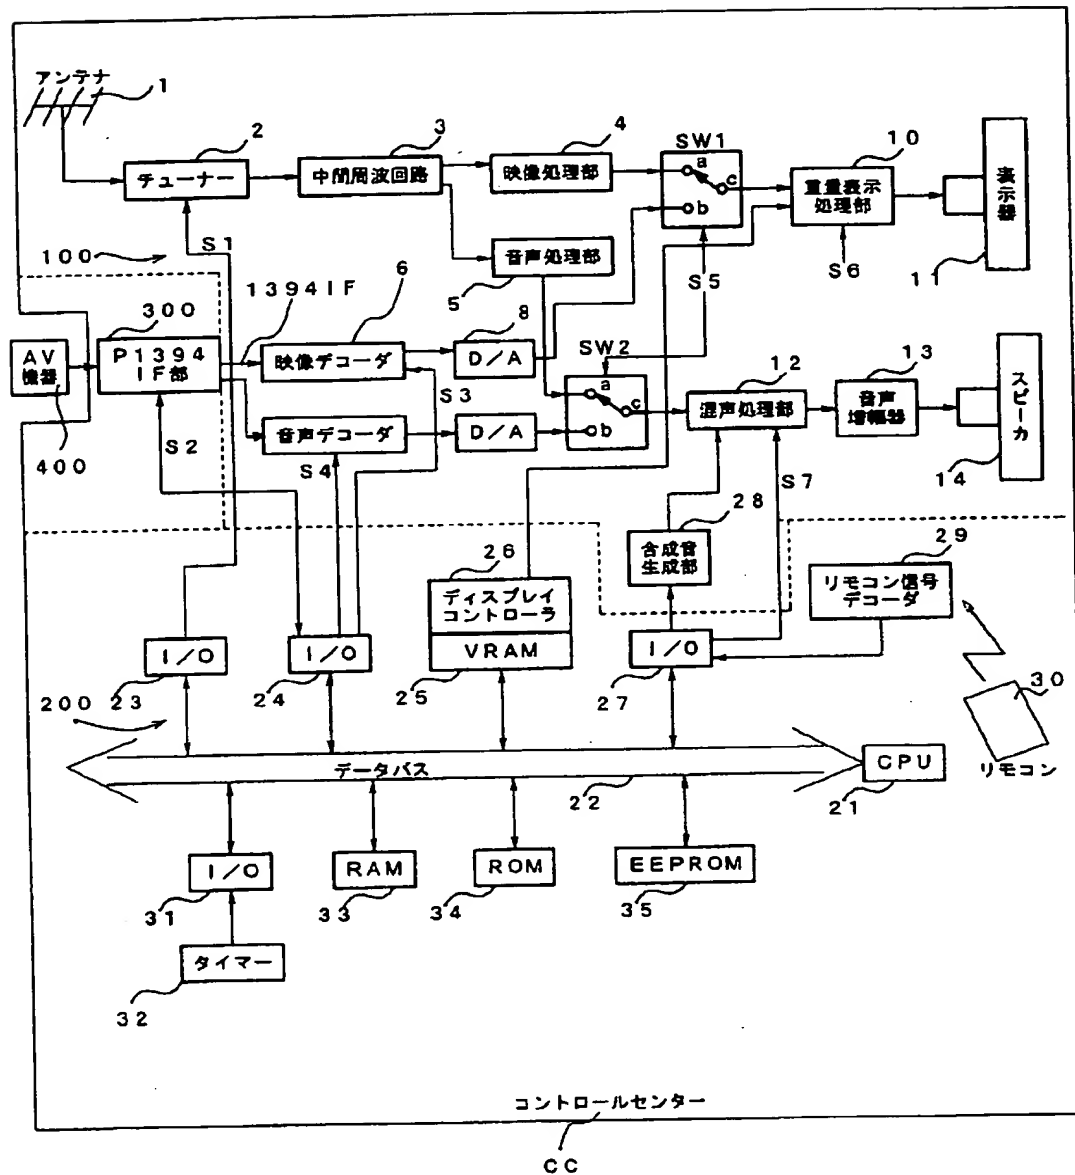 アンテナ
1
2
チューナー
3
中間周波回路
4
映像処理部
SW1
a
b
c
10
重畳表示
処理部
表示器
11
S1
100
音声処理部
5
S5
S6
300
1394IF
6
8
AV
機器
400
P1394
IF部
映像デコーダ
D/A
SW2
a
b
c
12
混声処理部
13
音声
増幅器
スピーカ
14
S3
音声デコーダ
D/A
S2
S4
S7
28
合成音
生成部
29
リモコン信号
デコーダ
26
ディスプレイ
コントローラ
VRAM
25
I/O
23
I/O
24
I/O
27
30
リモコン
200
データバス
22
CPU
21
I/O
31
RAM
33
ROM
34
EEPROM
35
タイマー
32
コントロールセンター
CC